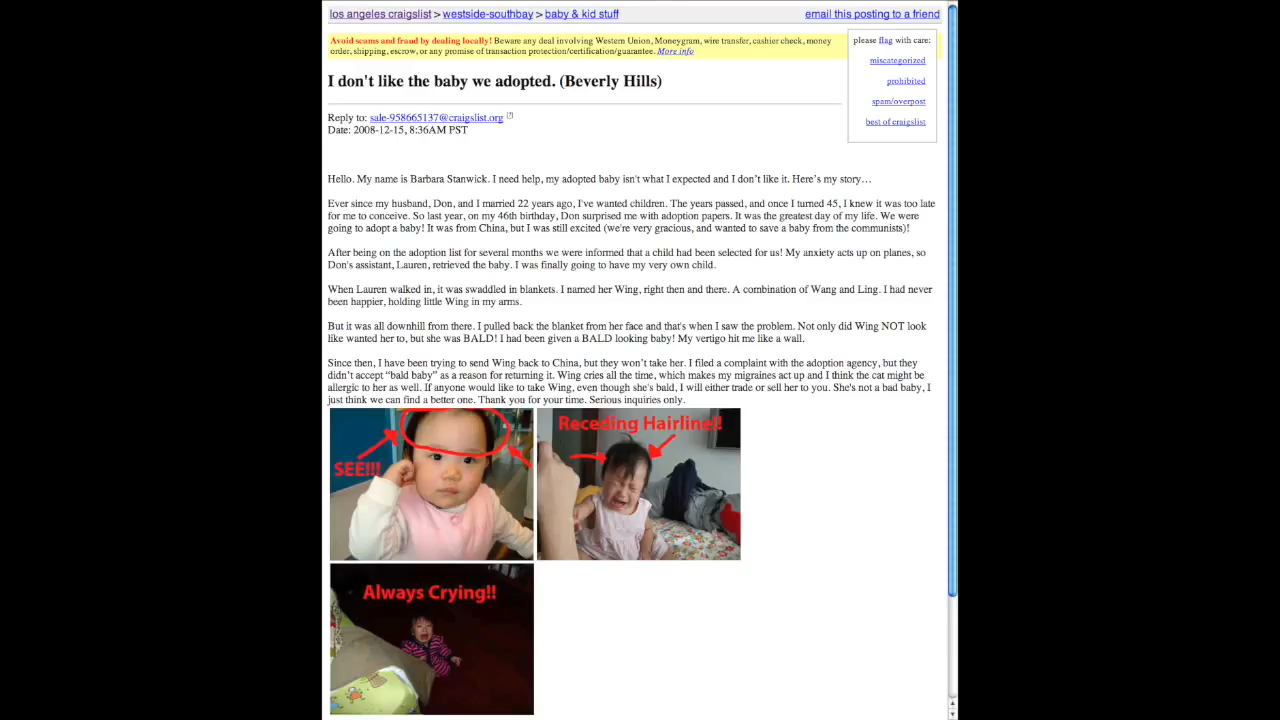 los angeles craigslist > westside-southbay > baby & kid stuff
email this posting to a friend
Avoid scams and fraud by dealing locally! Beware any deal involving Western Union, Moneygram, wire transfer, cashier check, money
order, shipping, escrow, or any promise of transaction protection/certification/guarantee. More info
please flag with care:
miscategorized
prohibited
spam/overpost
best of craigslist
I don't like the baby we adopted. (Beverly Hills)
Reply to: sale-958665137@craigslist.org [?]
Date: 2008-12-15, 8:36AM PST
Hello. My name is Barbara Stanwick. I need help, my adopted baby isn't what I expected and I don’t like it. Here’s my story…
Ever since my husband, Don, and I married 22 years ago, I've wanted children. The years passed, and once I turned 45, I knew it was too late
for me to conceive. So last year, on my 46th birthday, Don surprised me with adoption papers. It was the greatest day of my life. We were
going to adopt a baby! It was from China, but I was still excited (we're very gracious, and wanted to save a baby from the communists)!
After being on the adoption list for several months we were informed that a child had been selected for us! My anxiety acts up on planes, so
Don's assistant, Lauren, retrieved the baby. I was finally going to have my very own child.
When Lauren walked in, it was swaddled in blankets. I named her Wing, right then and there. A combination of Wang and Ling. I had never
been happier, holding little Wing in my arms.
But it was all downhill from there. I pulled back the blanket from her face and that's when I saw the problem. Not only did Wing NOT look
like wanted her to, but she was BALD! I had been given a BALD looking baby! My vertigo hit me like a wall.
Since then, I have been trying to send Wing back to China, but they won’t take her. I filed a complaint with the adoption agency, but they
didn’t accept “bald baby” as a reason for returning it. Wing cries all the time, which makes my migraines act up and I think the cat might be
allergic to her as well. If anyone would like to take Wing, even though she's bald, I will either trade or sell her to you. She's not a bad baby, I
just think we can find a better one. Thank you for your time. Serious inquiries only.
SEE!!!
Receding Hairline!!
Always Crying!!